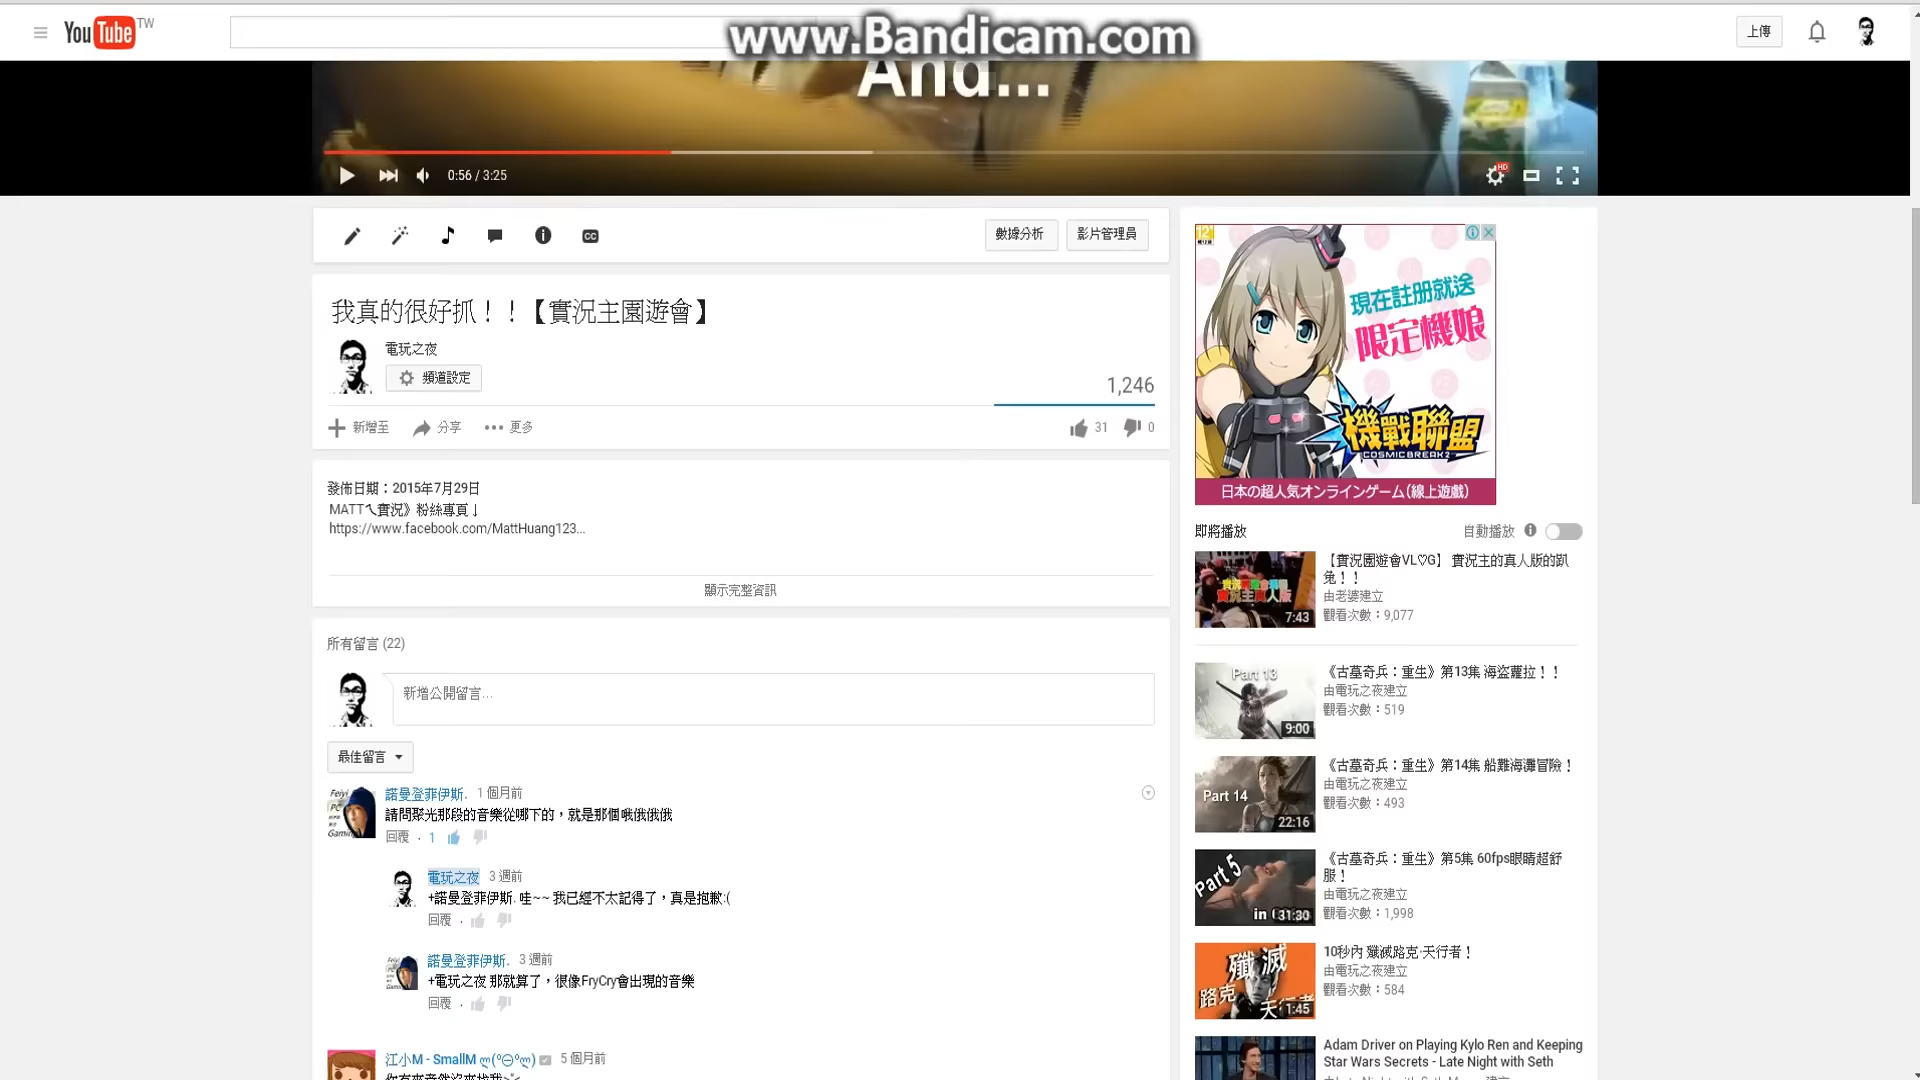 YouTube TW
www.Bandicam.com
上傳
And...
0:56 / 3:25
HD
CC
數據分析
影片管理員
我真的很好抓！！【實況主園遊會】
電玩之夜
頻道設定
1,246
新增至
分享
更多
31
0
發佈日期：2015年7月29日
MATT乀實況》粉絲專頁↓
https://www.facebook.com/MattHuang123...
顯示完整資訊
所有留言 (22)
新增公開留言...
最佳留言
諾曼登菲伊斯. 1 個月前
請問聚光那段的音樂從哪下的，就是那個哦俄俄俄
回覆 · 1
電玩之夜 3 週前
+諾曼登菲伊斯. 哇~~ 我已經不太記得了，真是抱歉:(
回覆 ·
諾曼登菲伊斯. 3 週前
+電玩之夜 那就算了，很像FryCry會出現的音樂
回覆 ·
江小M - SmallM ლ(⁰⊖⁰ლ) 5 個月前
現在註册就送
限定機娘
機戰聯盟
COSMIC BREAK 2
日本の超人気オンラインゲーム(線上遊戲)
即將播放
自動播放
【實況園遊會VL♡G】 實況主的真人版的趴
兔！！
由老婆建立
觀看次數：9,077
7:43
《古墓奇兵：重生》第13集 海盜蘿拉！！
由電玩之夜建立
觀看次數：519
Part 13
9:00
《古墓奇兵：重生》第14集 船難海灘冒險！
由電玩之夜建立
觀看次數：493
Part 14
22:16
《古墓奇兵：重生》第5集 60fps眼睛超舒
服！
由電玩之夜建立
觀看次數：1,998
Part 5
in
31:30
10秒內 殲滅路克·天行者！
由電玩之夜建立
觀看次數：584
殲滅
路克
天行者
1:45
Adam Driver on Playing Kylo Ren and Keeping
Star Wars Secrets - Late Night with Seth